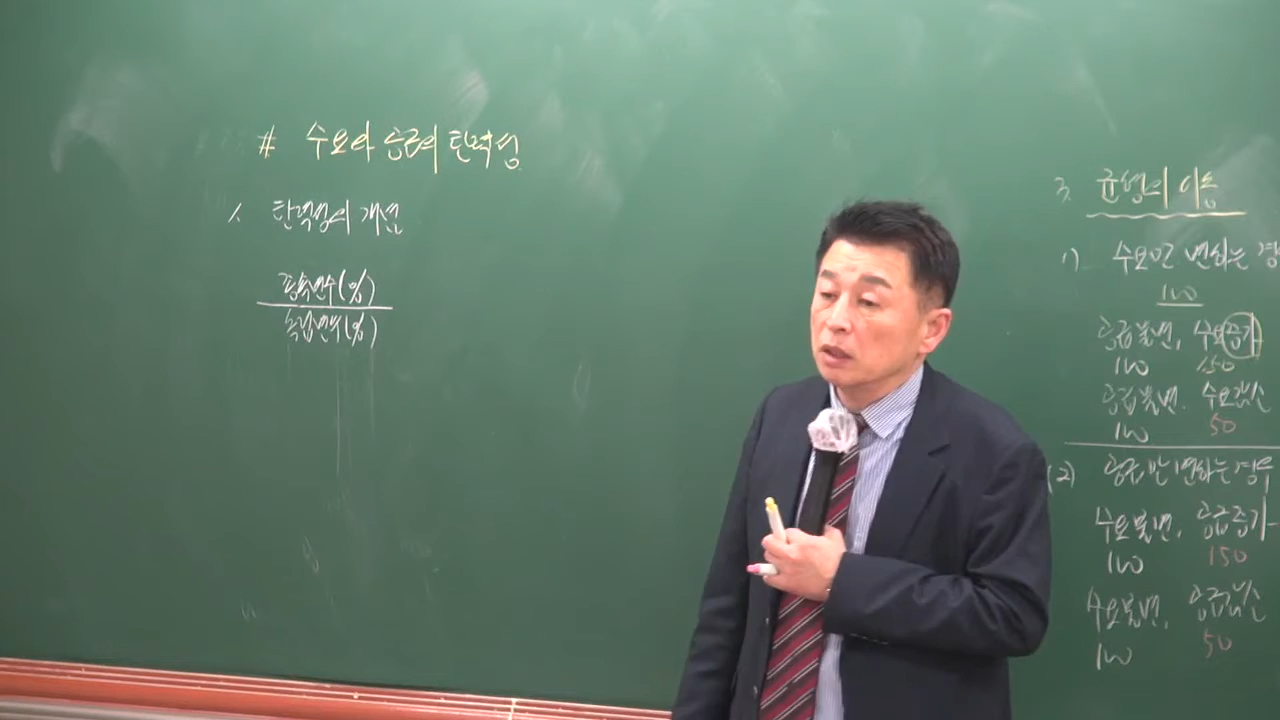 # 수요와 공급의 탄력성
1. 탄력성의 개념
종속변수(%)
독립변수(%)
3. 균형의 이동
1) 수요만 변하는 경
100
공급불변, 수요증가
100 150
공급불변. 수요감소
100 50
(2) 공급만 변하는 경우
수요불변, 공급증가
100 150
수요불변, 공급감소
100 50